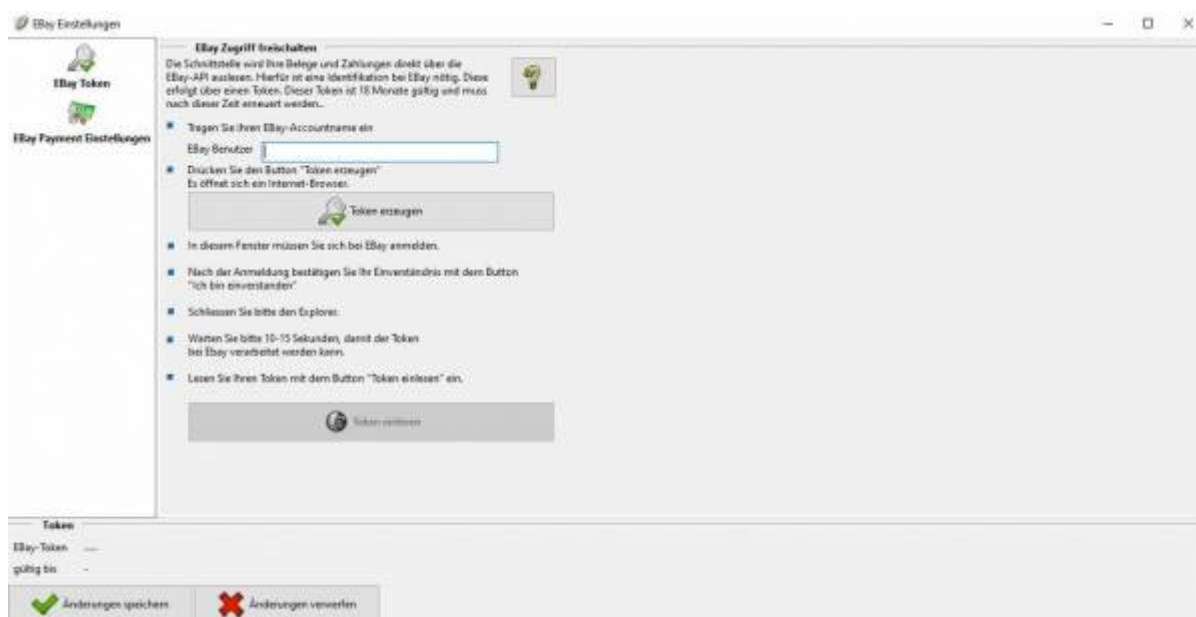 EBay Einstellungen
EBay Token
EBay Payment Einstellungen
EBay Zugriff freischalten
Die Schnittstelle wird Ihre Belege und Zahlungen direkt über die
EBay-API auslesen. Hierfür ist eine Identifikation bei EBay nötig. Diese
erfolgt über einen Token. Dieser Token ist 18 Monate gültig und muss
nach dieser Zeit erneuert werden..
Tragen Sie Ihren EBay-Accountname ein
EBay Benutzer
Drücken Sie den Button "Token erzeugen"
Es öffnet sich ein Internet-Browser.
Token erzeugen
In diesem Fenster müssen Sie sich bei EBay anmelden.
Nach der Anmeldung bestätigen Sie Ihr Einverständnis mit dem Button
"Ich bin einverstanden"
Schliessen Sie bitte den Explorer.
Warten Sie bitte 10-15 Sekunden, damit der Token
bei Ebay verarbeitet werden kann.
Lesen Sie Ihren Token mit dem Button "Token einlesen" ein.
Token einlesen
Token
EBay-Token ---
gültig bis -
Änderungen speichern
Änderungen verwerfen